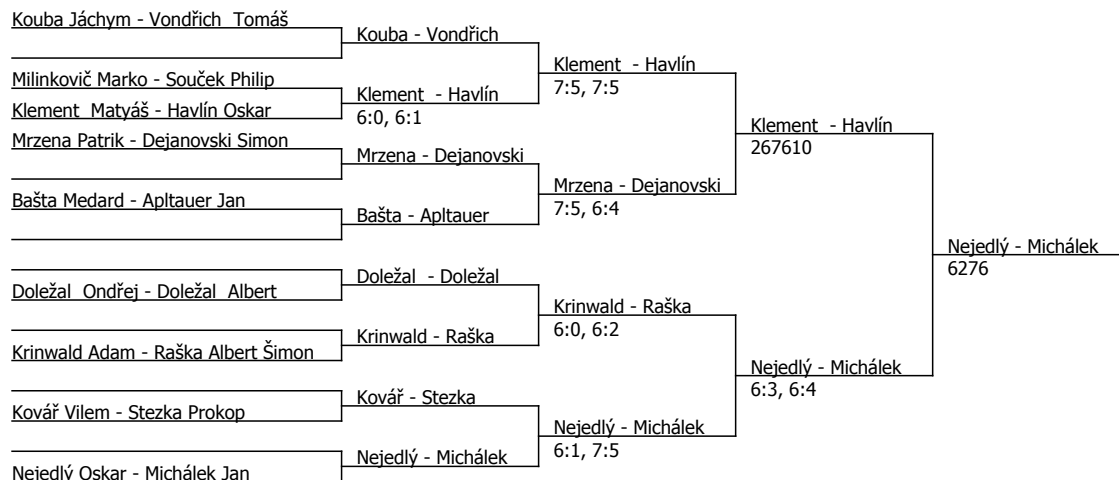 Kouba Jáchym - Vondřich  Tomáš
Kouba - Vondřich
Klement  - Havlín
7:5, 7:5
Milinkovič Marko - Souček Philip
Klement  - Havlín
6:0, 6:1
Klement  Matyáš - Havlín Oskar
Klement  - Havlín
267610
Mrzena Patrik - Dejanovski Simon
Mrzena - Dejanovski
Mrzena - Dejanovski
7:5, 6:4
Bašta Medard - Apltauer Jan
Bašta - Apltauer
Nejedlý - Michálek
6276
Doležal  - Doležal
Doležal  Ondřej - Doležal  Albert
Krinwald - Raška
6:0, 6:2
Krinwald - Raška
Krinwald Adam - Raška Albert Šimon
Nejedlý - Michálek
6:3, 6:4
Kovář - Stezka
Kovář Vilem - Stezka Prokop
Nejedlý - Michálek
6:1, 7:5
Nejedlý - Michálek
Nejedlý Oskar - Michálek Jan